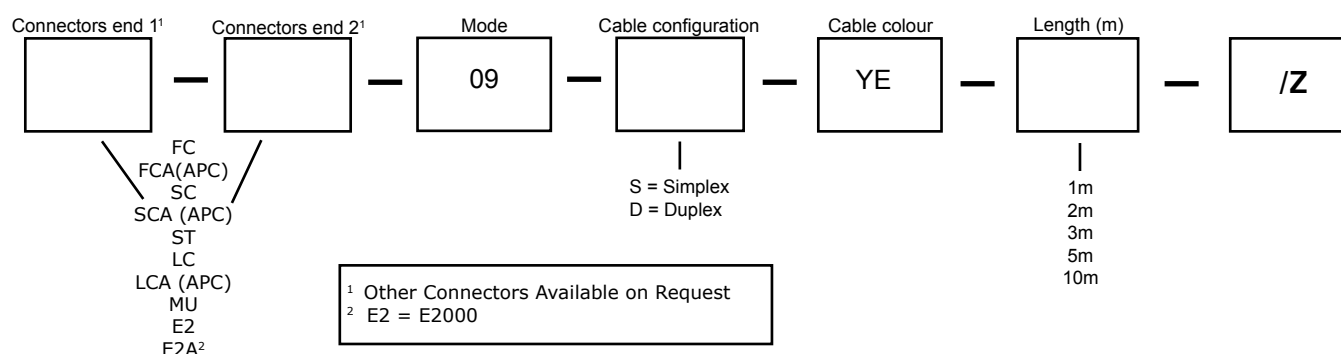 Connectors end 1¹
Connectors end 2¹
Mode
Cable configuration
Cable colour
Length (m)
09
YE
/Z
FC
FCA(APC)
SC
SCA (APC)
ST
LC
LCA (APC)
MU
E2
E2A²
S = Simplex
D = Duplex
1m
2m
3m
5m
10m
¹ Other Connectors Available on Request
² E2 = E2000